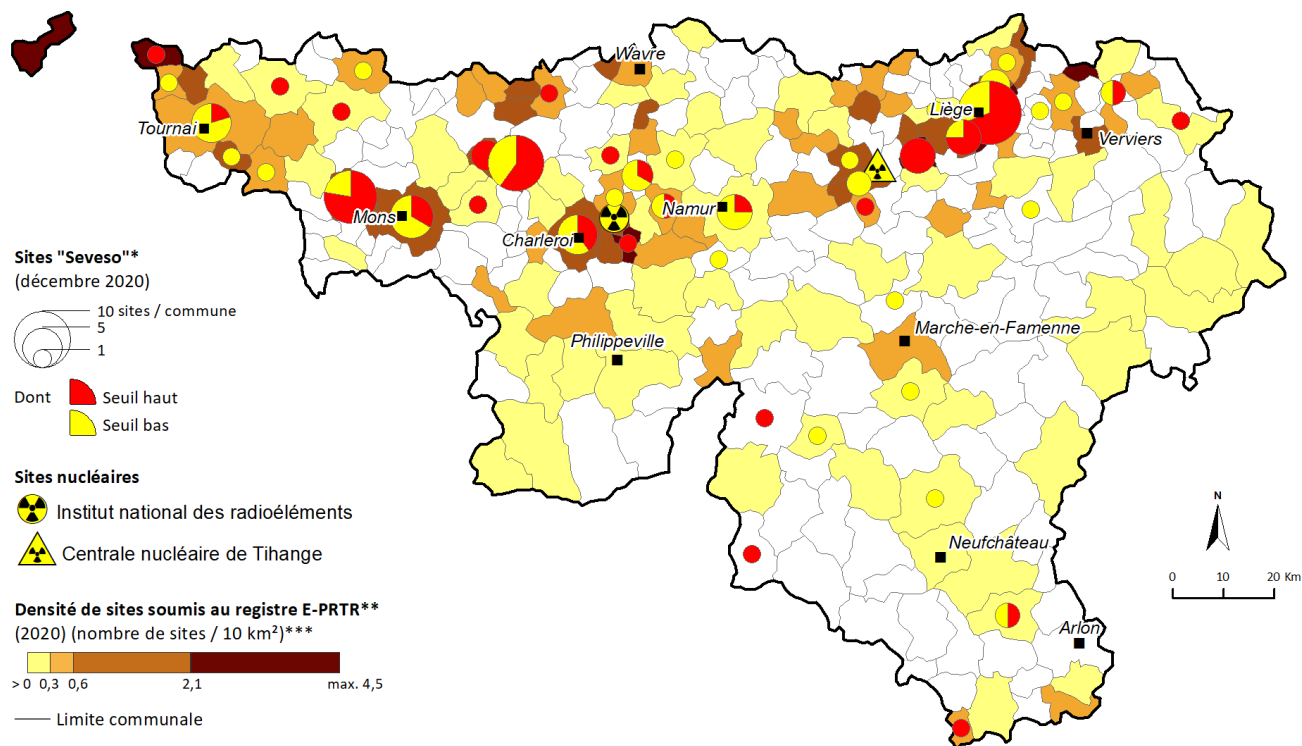 Wavre
Liège
Tournai
Verviers
Namur
Mons
Charleroi
Sites "Seveso"*
(décembre 2020)
10 sites / commune
5
1
Marche-en-Famenne
Philippeville
Dont
Seuil haut
Seuil bas
Sites nucléaires
Institut national des radioéléments
Centrale nucléaire de Tihange
N
Neufchâteau
0 10 20 Km
Densité de sites soumis au registre E-PRTR**
(2020) (nombre de sites / 10 km²)***
Arlon
> 0 0,3 0,6 2,1 max. 4,5
Limite communale